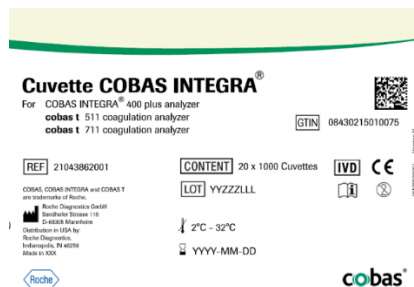 Cuvette COBAS INTEGRA®
For COBAS INTEGRA® 400 plus analyzer
cobas t 511 coagulation analyzer
cobas t 711 coagulation analyzer
GTIN 08430215010075
REF 21043862001
CONTENT 20 x 1000 Cuvettes
IVD CE
LOT YYZZZLLL
COBAS, COBAS INTEGRA and COBAS T
are trademarks of Roche.
Roche Diagnostics GmbH
Sandhofer Strasse 116
D-68305 Mannheim
Distribution in USA by:
Roche Diagnostics,
Indianapolis, IN 46256
Made in XXX
2°C - 32°C
YYYY-MM-DD
Roche
cobas®